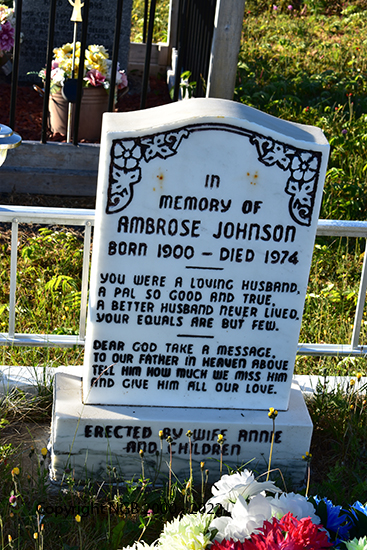 IN
MEMORY OF
AMBROSE JOHNSON
BORN 1900 - DIED 1974
YOU WERE A LOVING HUSBAND,
A PAL SO GOOD AND TRUE,
A BETTER HUSBAND NEVER LIVED,
YOUR EQUALS ARE BUT FEW.
DEAR GOD TAKE A MESSAGE,
TO OUR FATHER IN HEAVEN ABOVE
TELL HIM HOW MUCH WE MISS HIM
AND GIVE HIM ALL OUR LOVE.
ERECTED BY WIFE ANNIE
AND CHILDREN
Copyright